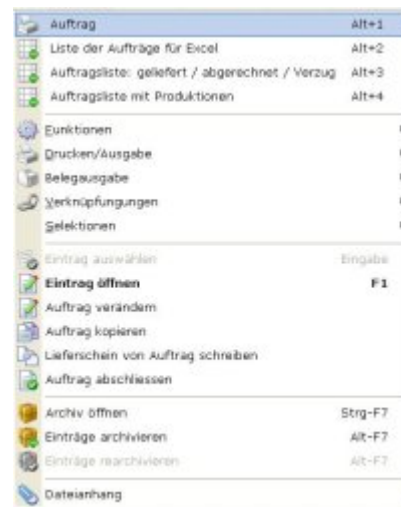 Auftrag Alt+1
Liste der Aufträge für Excel Alt+2
Auftragsliste: geliefert / abgerechnet / Verzug Alt+3
Auftragsliste mit Produktionen Alt+4
Funktionen
Drucken/Ausgabe
Belegausgabe
Verknüpfungungen
Selektionen
Eintrag auswählen Eingabe
Eintrag öffnen F1
Auftrag verändern
Auftrag kopieren
Lieferschein von Auftrag schreiben
Auftrag abschliessen
Archiv öffnen Strg-F7
Einträge archivieren Alt-F7
Einträge rearchivieren Alt-F7
Dateianhang